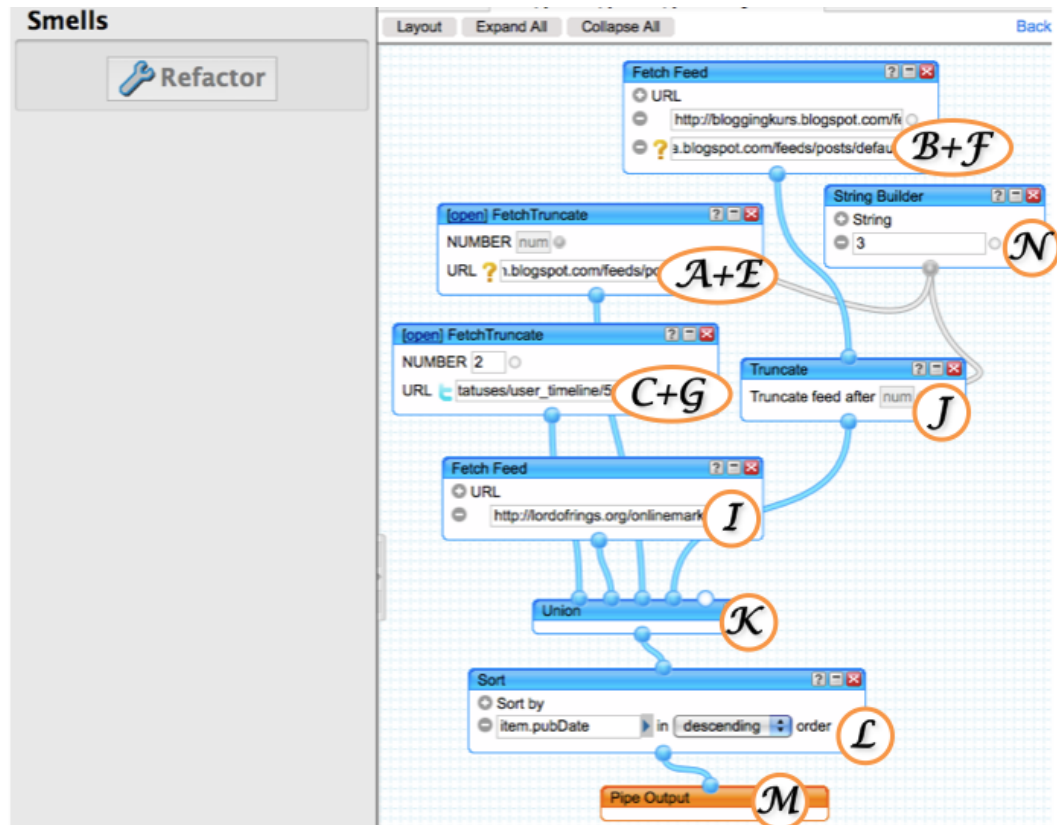 Smells
Refactor
Layout Expand All Collapse All Back
Fetch Feed
URL
http://bloggingkurs.blogspot.com/fe
a.blogspot.com/feeds/posts/defau
B+F
String Builder
String
3
N
[open] FetchTruncate
NUMBER num
URL ? .blogspot.com/feeds/po
A+E
[open] FetchTruncate
NUMBER 2
URL tatuses/user_timeline/5
C+G
Truncate
Truncate feed after num
J
Fetch Feed
URL
http://lordofrings.org/onlinemark
I
Union
K
Sort
Sort by
item.pubDate in descending order
L
Pipe Output
M